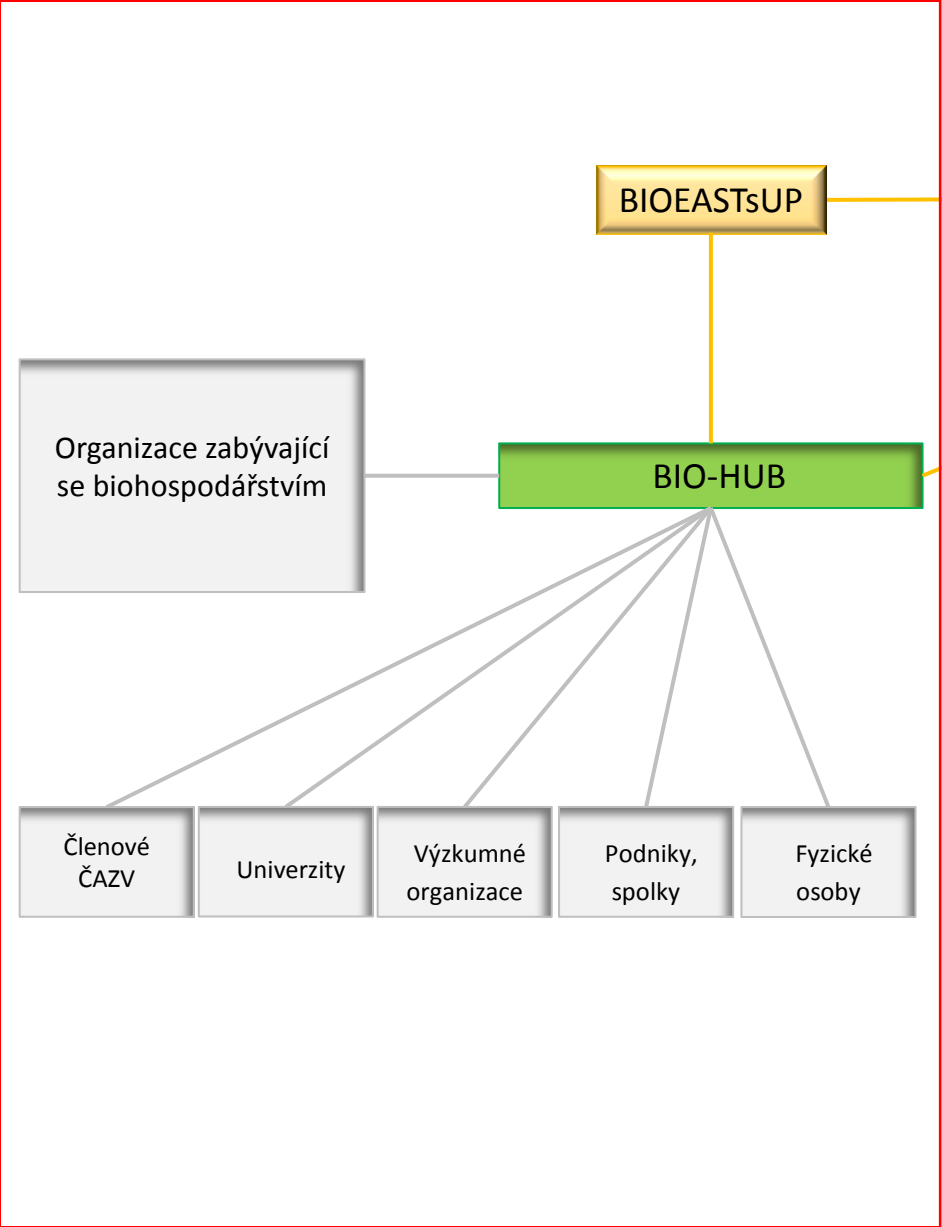 BIOEASTsUP
Organizace zabývající
se biohospodářstvím
BIO-HUB
Členové
ČAZV
Univerzity
Výzkumné
organizace
Podniky,
spolky
Fyzické
osoby